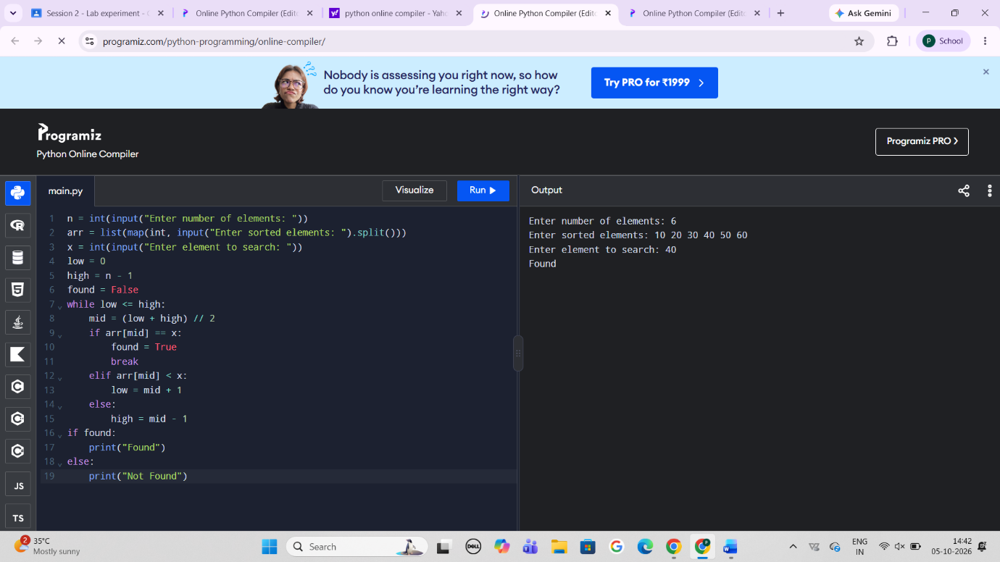 Session 2 - Lab experiment -
Online Python Compiler (Edit
python online compiler - Yah
Online Python Compiler (Edit
Online Python Compiler (Edit
Ask Gemini
programiz.com/python-programming/online-compiler/
P School
Nobody is assessing you right now, so how
do you know you're learning the right way?
Try PRO for ₹1999
Programiz
Python Online Compiler
Programiz PRO
main.py
Visualize
Run
Output
1 n = int(input("Enter number of elements: "))
2 arr = list(map(int, input("Enter sorted elements: ").split()))
3 x = int(input("Enter element to search: "))
4 low = 0
5 high = n - 1
6 found = False
7 while low <= high:
8 mid = (low + high) // 2
9 if arr[mid] == x:
10 found = True
11 break
12 elif arr[mid] < x:
13 low = mid + 1
14 else:
15 high = mid - 1
16 if found:
17 print("Found")
18 else:
19 print("Not Found")
Enter number of elements: 6
Enter sorted elements: 10 20 30 40 50 60
Enter element to search: 40
Found
JS
TS
2
35°C
Mostly sunny
Search
DELL
ENG
IN
14:42
05-10-2026